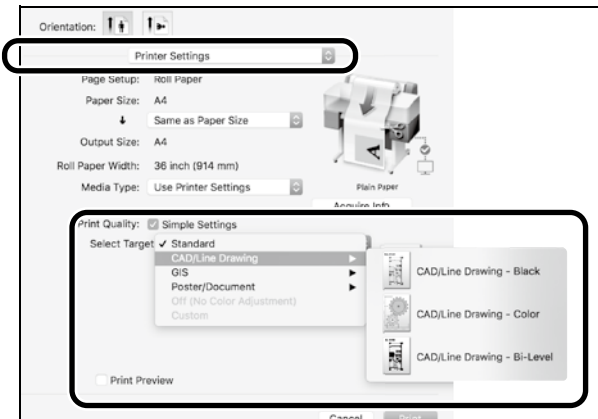 Orientation:
Printer Settings
Page Setup: Roll Paper
Paper Size: A4
Same as Paper Size
Output Size: A4
Roll Paper Width: 36 inch (914 mm)
Media Type: Use Printer Settings
Plain Paper
Acquire Info
Print Quality: Simple Settings
Select Target ✓ Standard
CAD/Line Drawing
GIS
Poster/Document
Off (No Color Adjustment)
Custom
CAD/Line Drawing - Black
CAD/Line Drawing - Color
CAD/Line Drawing - Bi-Level
Print Preview
Cancel Print